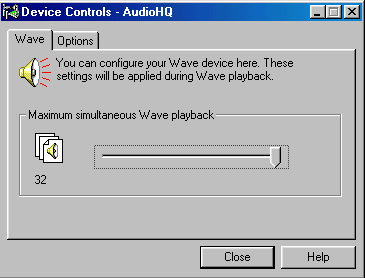 Device Controls - AudioHQ
Wave
Options
You can configure your Wave device here. These
settings will be applied during Wave playback.
Maximum simultaneous Wave playback
32
Close
Help